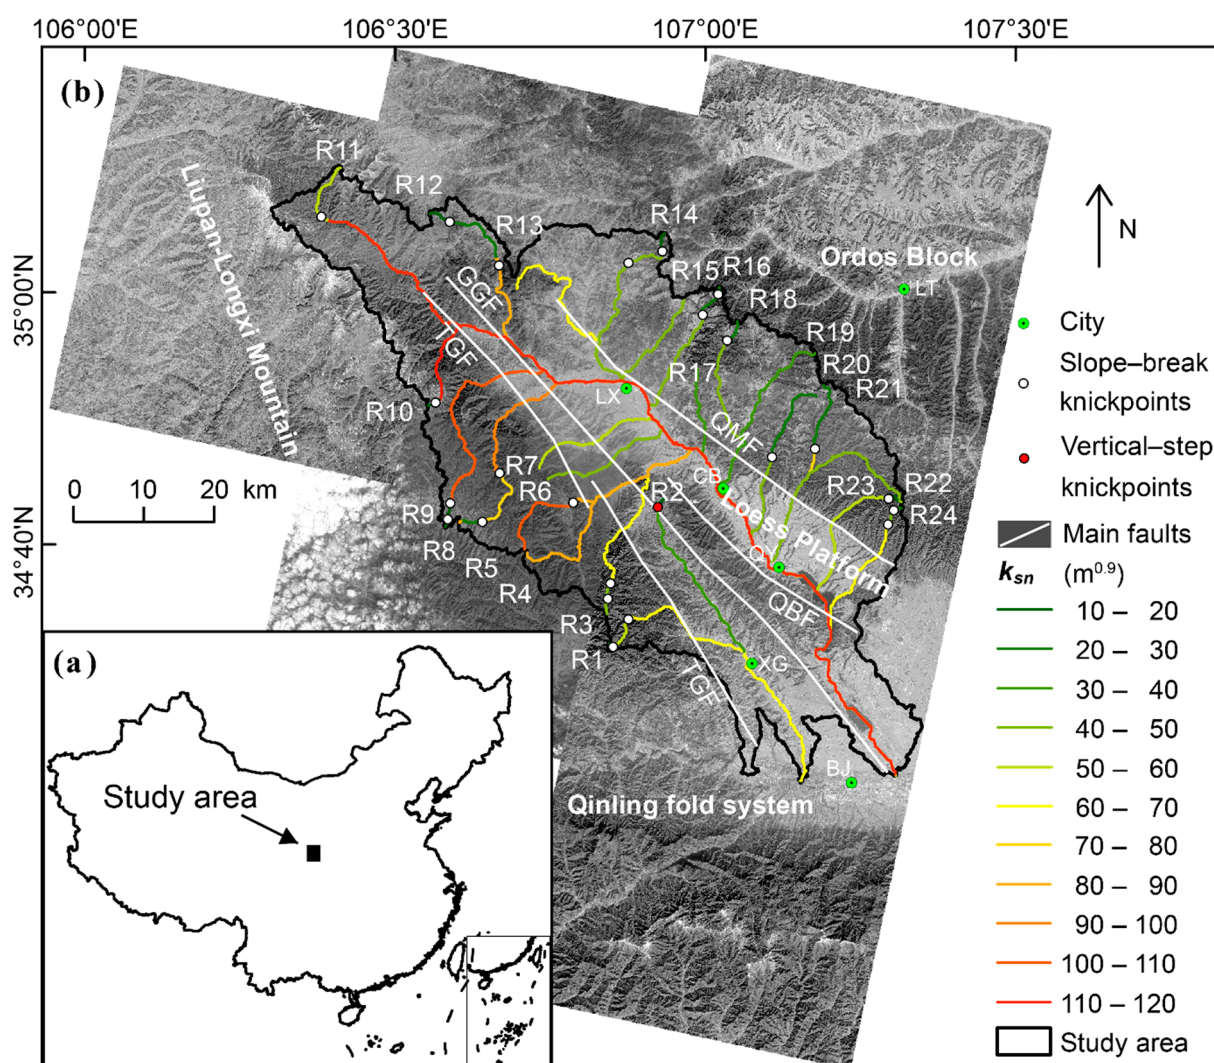 106°00'E
106°30'E
107°00'E
107°30'E
(b)
N
35°00'N
34°40'N
Liupan-Longxi Mountain
Ordos Block
Loess Platform
Qinling fold system
R11
R12
R13
R14
R15
R16
R18
R19
R20
R21
R17
R10
R7
R6
R2
R9
R8
R5
R4
R3
R1
R23
R22
R24
GGF
TGF
QMF
QBF
TGF
LT
LX
CB
QY
XG
BJ
0 10 20 km
City
Slope–break
knickpoints
Vertical–step
knickpoints
Main faults
ksn (m0.9)
10 – 20
20 – 30
30 – 40
40 – 50
50 – 60
60 – 70
70 – 80
80 – 90
90 – 100
100 – 110
110 – 120
Study area
(a)
Study area